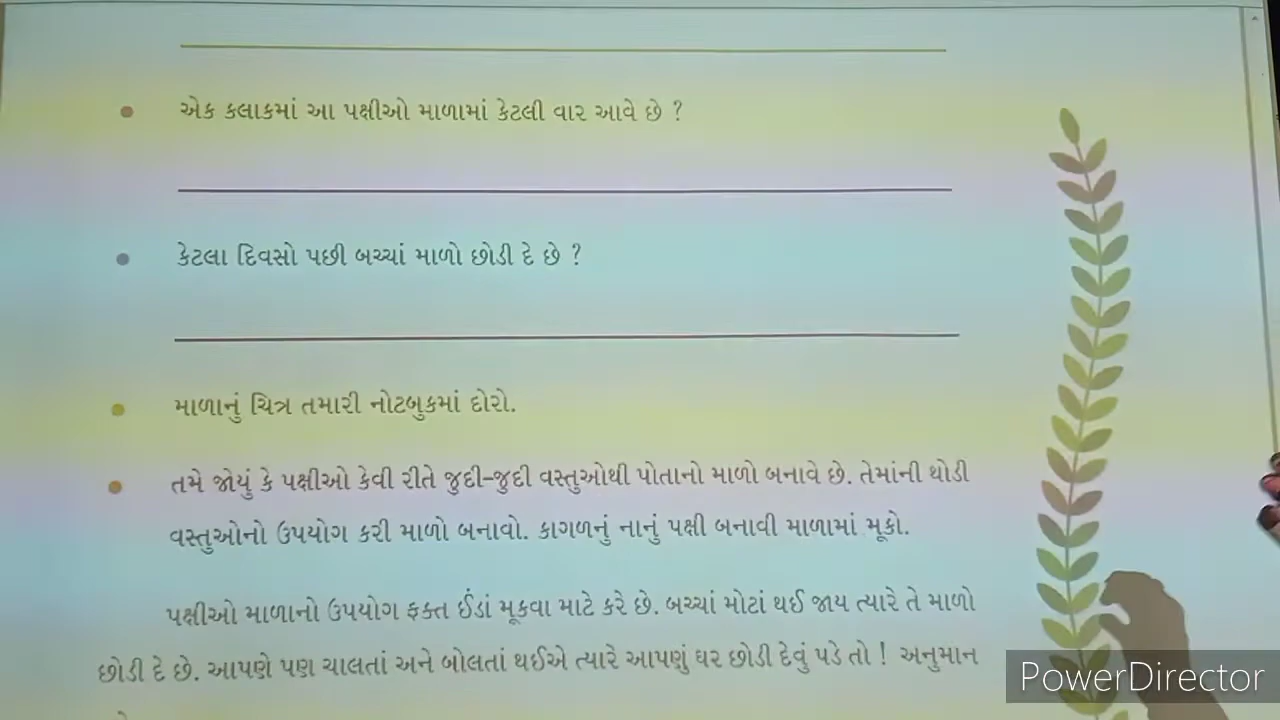 એક કલાકમાં આ પક્ષીઓ માળામાં કેટલી વાર આવે છે ?
કેટલા દિવસો પછી બચ્ચાં માળો છોડી દે છે ?
માળાનું ચિત્ર તમારી નોટબુકમાં દોરો.
તમે જોયું કે પક્ષીઓ કેવી રીતે જુદી-જુદી વસ્તુઓથી પોતાનો માળો બનાવે છે. તેમાંની થોડી
વસ્તુઓનો ઉપયોગ કરી માળો બનાવો. કાગળનું નાનું પક્ષી બનાવી માળામાં મૂકો.
પક્ષીઓ માળાનો ઉપયોગ ફક્ત ઈંડાં મૂકવા માટે કરે છે. બચ્ચાં મોટાં થઈ જાય ત્યારે તે માળો
છોડી દે છે. આપણે પણ ચાલતાં અને બોલતાં થઈએ ત્યારે આપણું ઘર છોડી દેવું પડે તો ! અનુમાન
PowerDirector